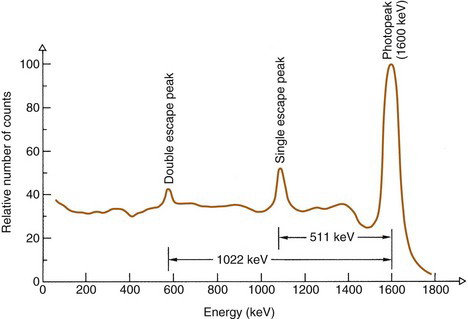 Photopeak
(1600 keV)
Single escape peak
Double escape peak
Relative number of counts
100
80
60
40
20
0
511 keV
1022 keV
0 200 400 600 800 1000 1200 1400 1600 1800
Energy (keV)